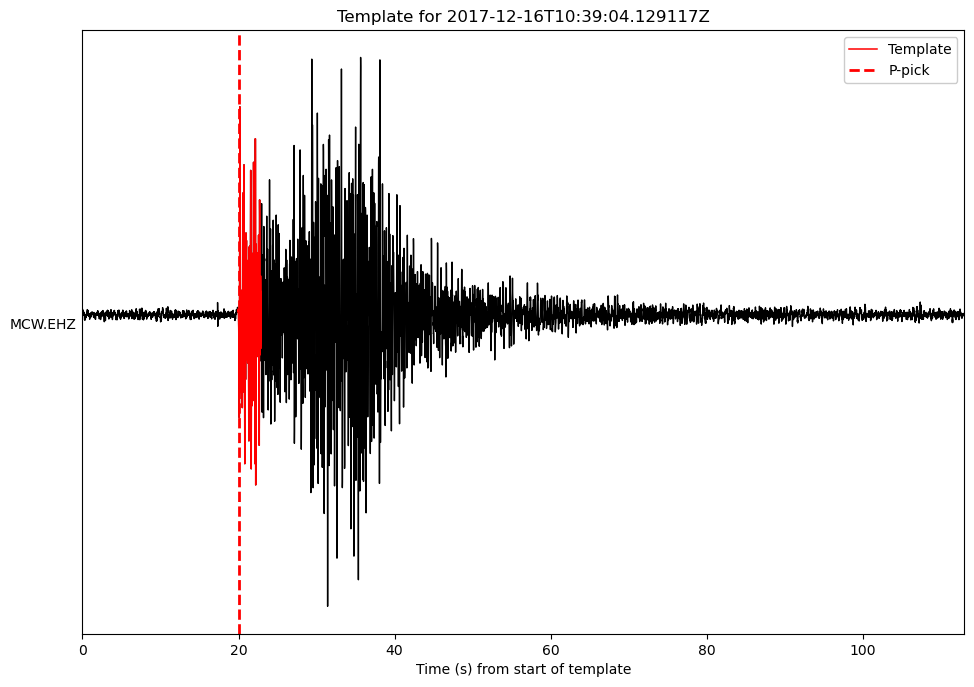 Template for 2017-12-16T10:39:04.129117Z
Template
P-pick
MCW.EHZ
0 20 40 60 80 100
Time (s) from start of template